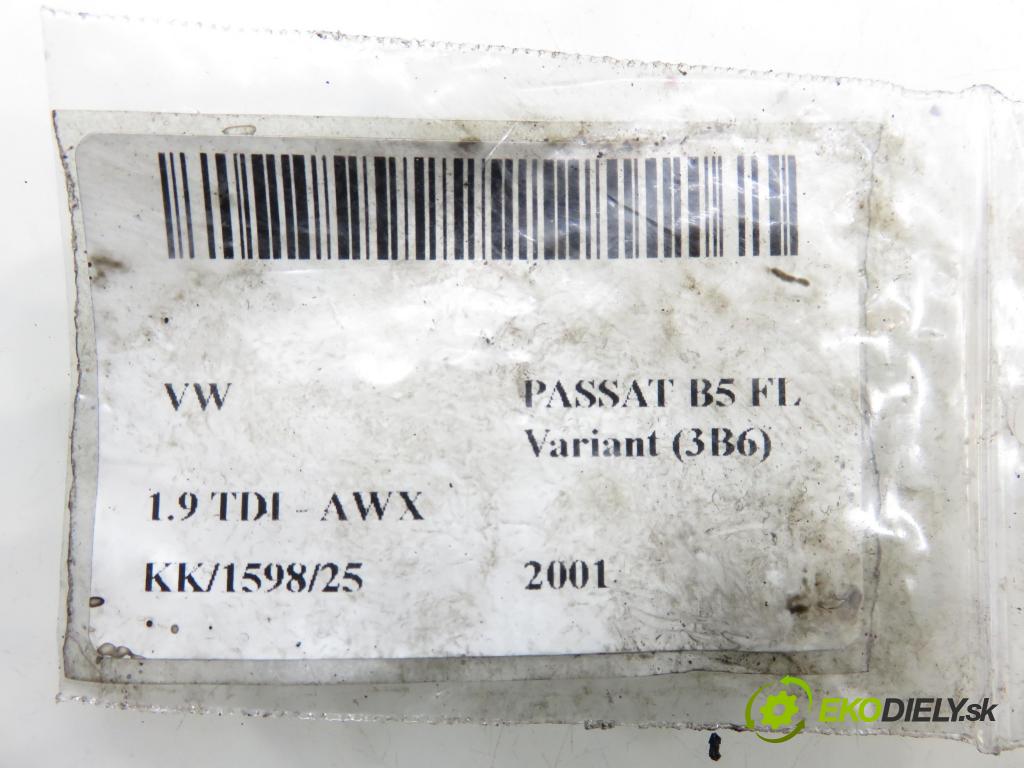 VW PASSAT B5 FL
Variant (3B6)
1.9 TDI - AWX
KK/1598/25 2001
EKODIELY.sk